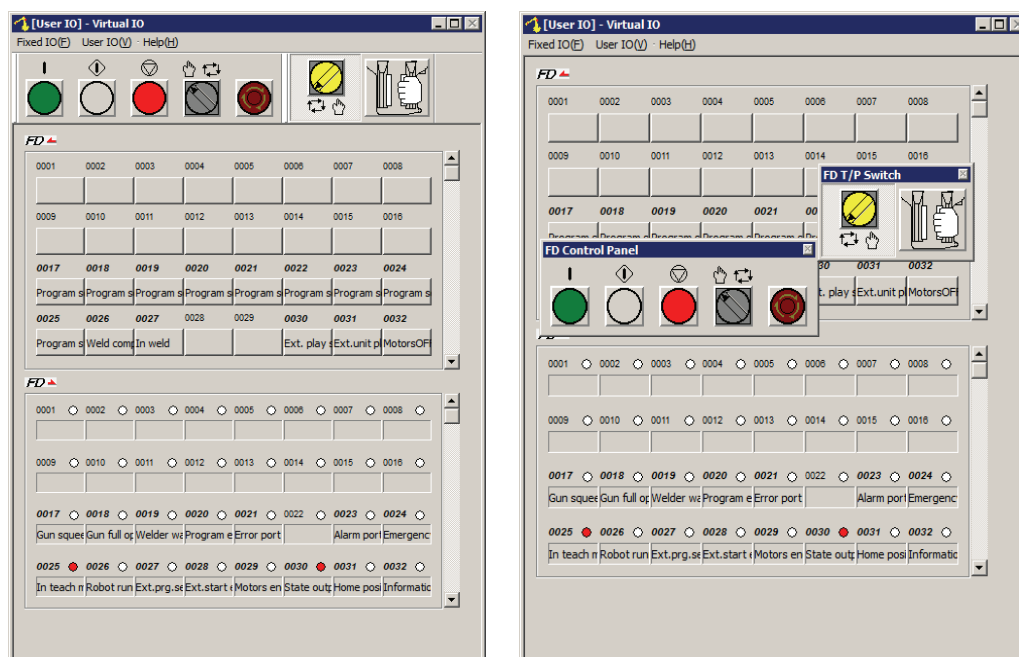 [User IO] - Virtual IO
Fixed IO(F) User IO(V) Help(H)
FD
0001 0002 0003 0004 0005 0006 0007 0008
0009 0010 0011 0012 0013 0014 0015 0016
0017 0018 0019 0020 0021 0022 0023 0024
Program s Program s Program s Program s Program s Program s Program s Program s
0025 0026 0027 0028 0029 0030 0031 0032
Program s Weld comp In weld Ext. play s Ext.unit pl MotorsOFF
FD
0001 0002 0003 0004 0005 0006 0007 0008
0009 0010 0011 0012 0013 0014 0015 0016
0017 0018 0019 0020 0021 0022 0023 0024
Gun squee Gun full op Welder wa Program e Error port Alarm port Emergenc
0025 0026 0027 0028 0029 0030 0031 0032
In teach m Robot run Ext.prg.se Ext.start e Motors en State outp Home posi Informatic
[User IO] - Virtual IO
Fixed IO(F) User IO(V) Help(H)
FD
0001 0002 0003 0004 0005 0006 0007 0008
0009 0010 0011 0012 0013 0014 0015 0016
FD T/P Switch
0017 0018 0019 0020 0021 00
FD Control Panel
30 0031 0032
t. play s Ext.unit pl MotorsOFF
0001 0002 0003 0004 0005 0006 0007 0008
0009 0010 0011 0012 0013 0014 0015 0016
0017 0018 0019 0020 0021 0022 0023 0024
Gun squee Gun full op Welder wa Program e Error port Alarm port Emergenc
0025 0026 0027 0028 0029 0030 0031 0032
In teach m Robot run Ext.prg.se Ext.start e Motors en State outp Home posi Informatic